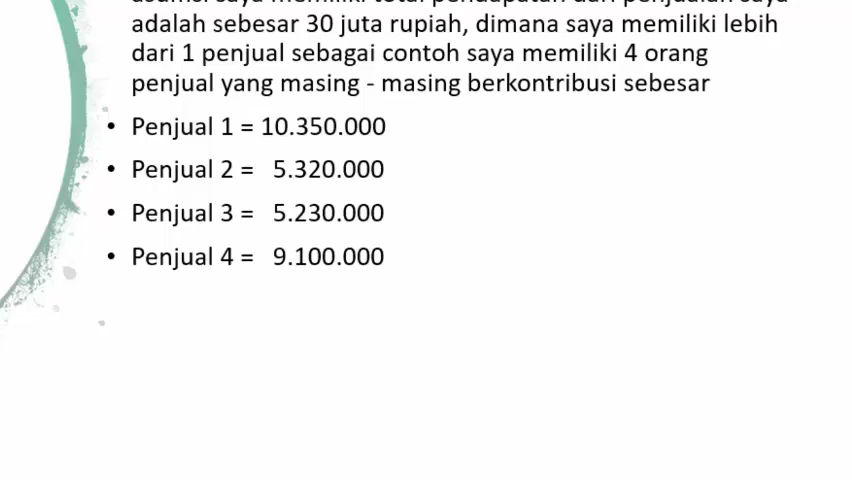 adalah sebesar 30 juta rupiah, dimana saya memiliki lebih
dari 1 penjual sebagai contoh saya memiliki 4 orang
penjual yang masing - masing berkontribusi sebesar
• Penjual 1 = 10.350.000
• Penjual 2 = 5.320.000
• Penjual 3 = 5.230.000
• Penjual 4 = 9.100.000